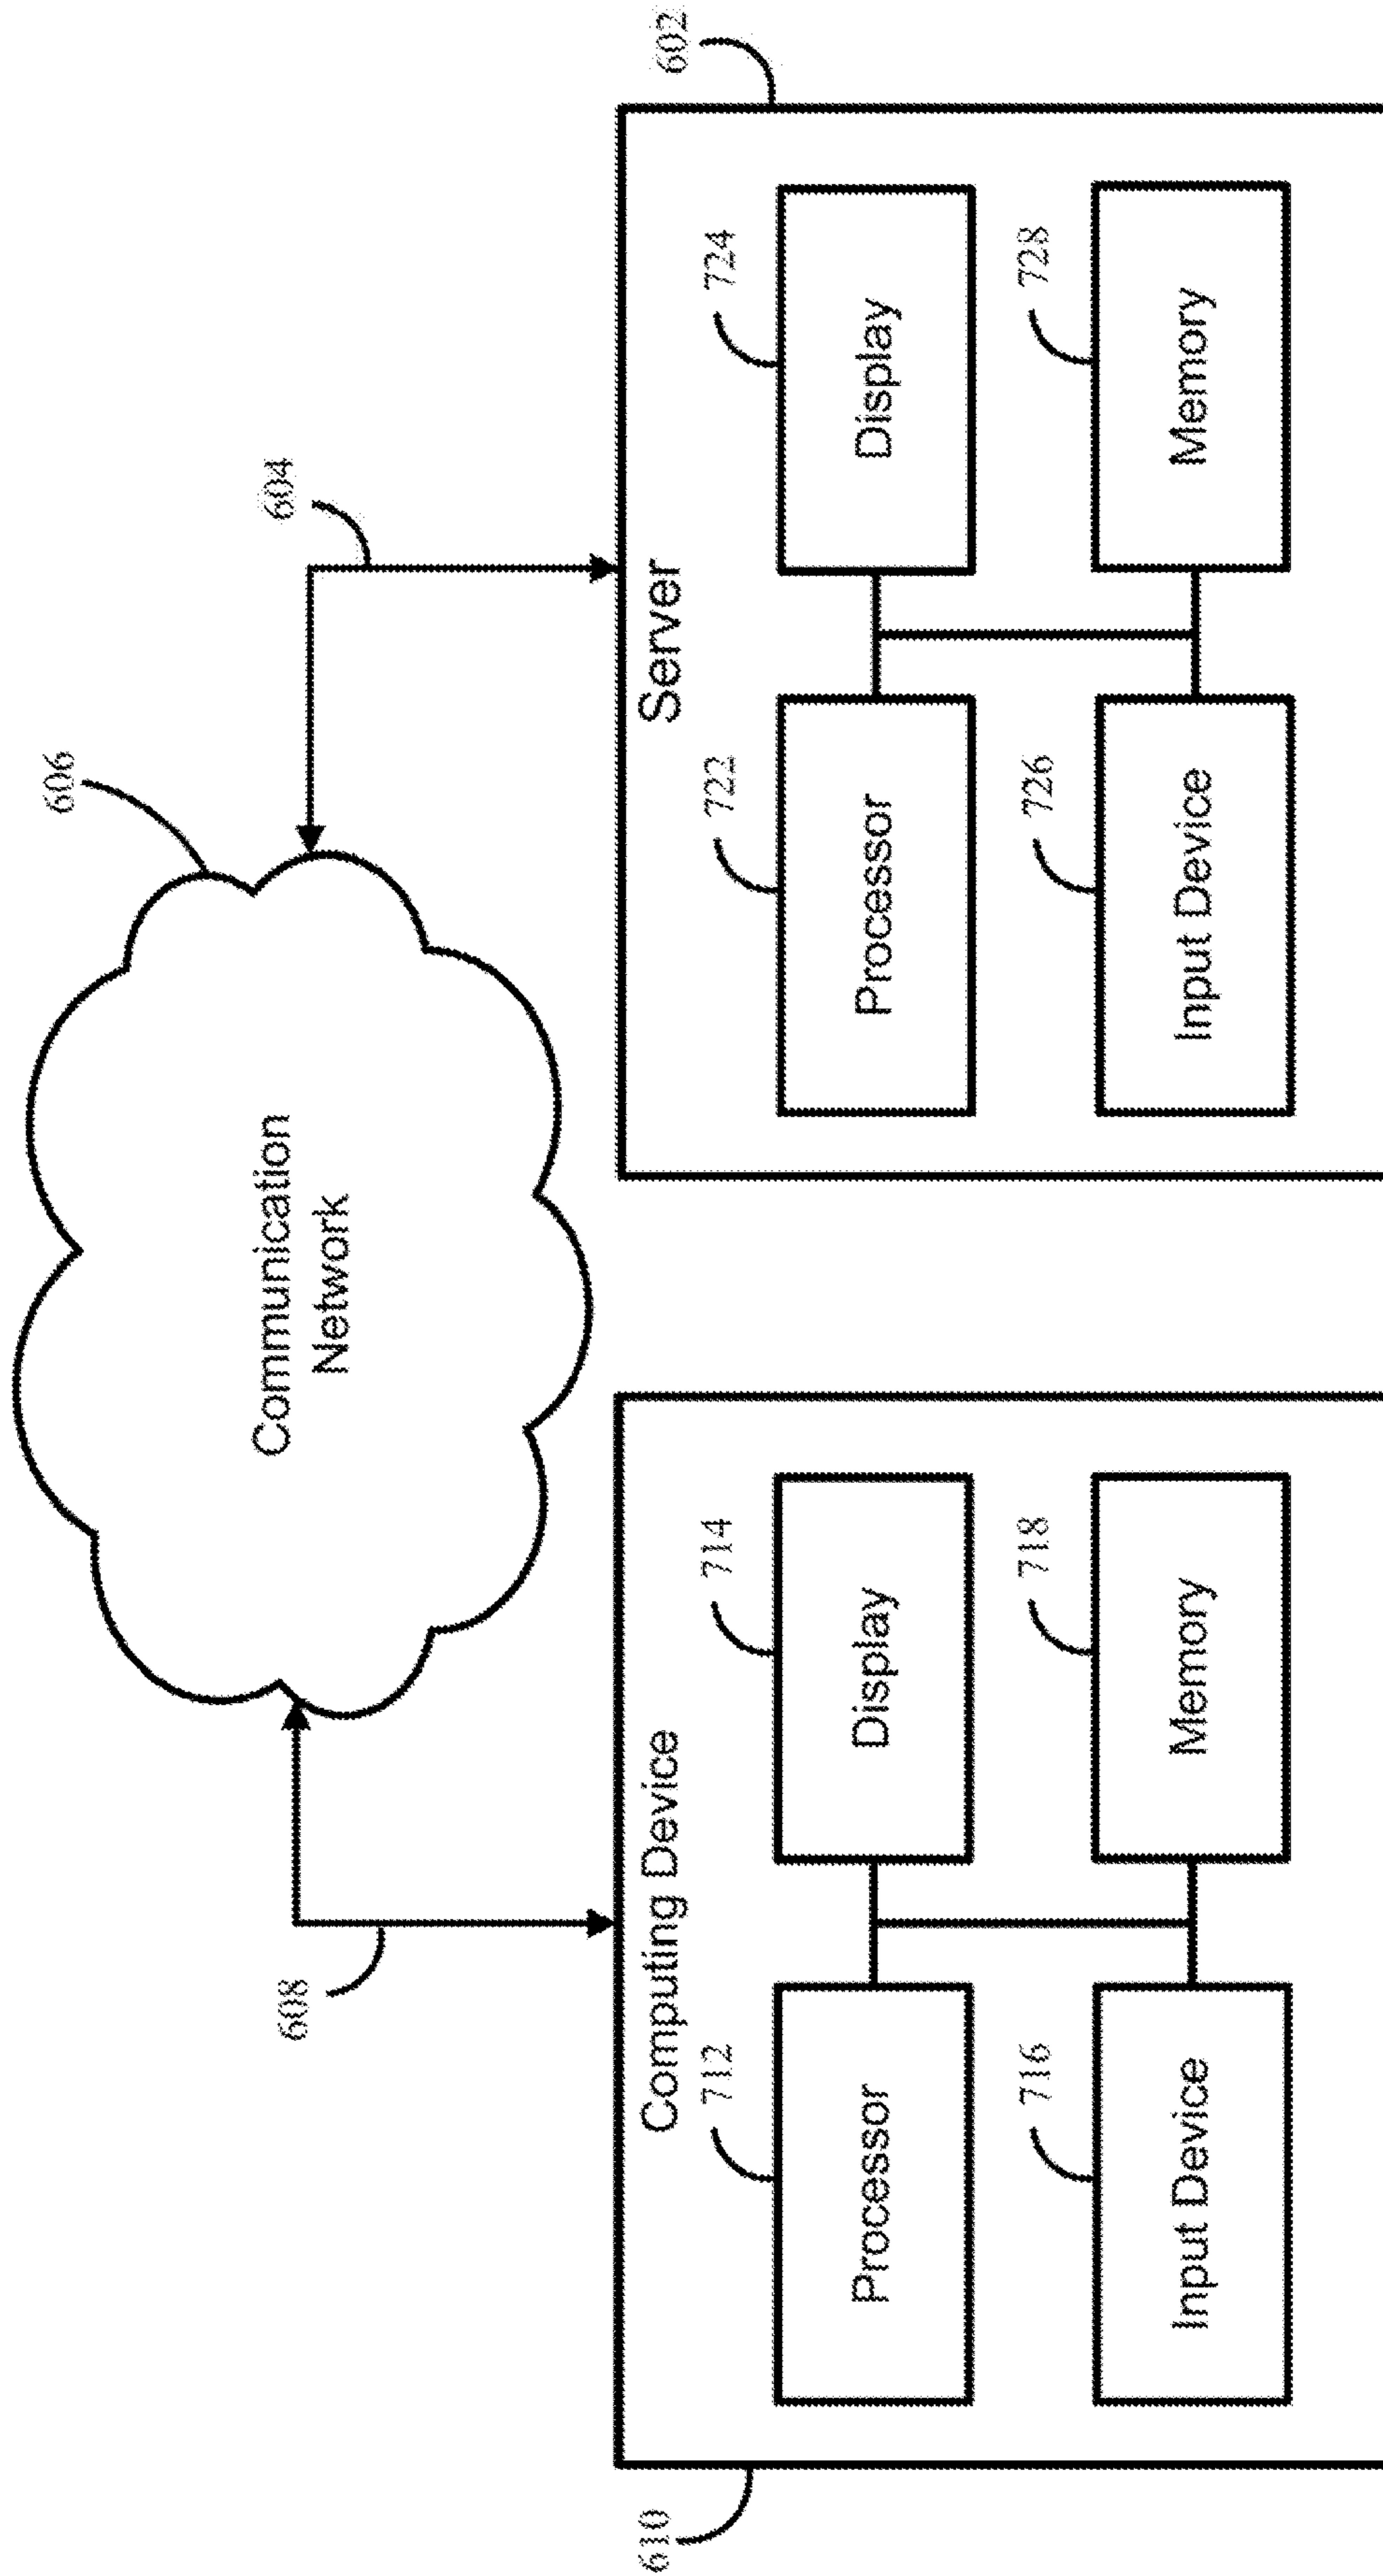 606
Communication
Network
608
604
610
Computing Device
712
Processor
714
Display
716
Input Device
718
Memory
602
Server
722
Processor
724
Display
726
Input Device
728
Memory